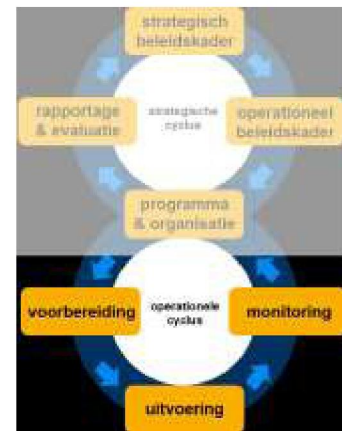 strategisch
beleidskader
rapportage
& evaluatie
strategische
cyclus
operationeel
beleidskader
programma
& organisatie
voorbereiding
operationele
cyclus
monitoring
uitvoering